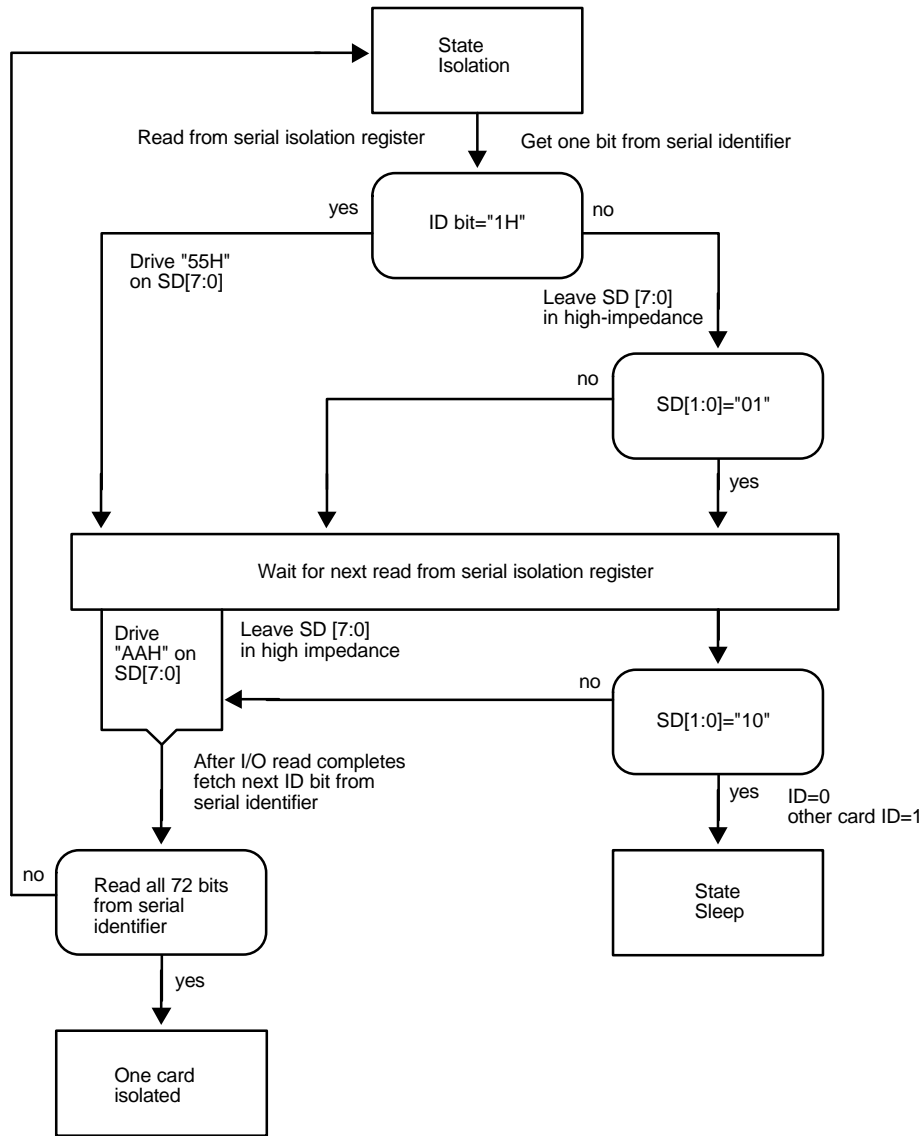 State
Isolation
Read from serial isolation register
Get one bit from serial identifier
yes
ID bit="1H"
no
Drive "55H"
on SD[7:0]
Leave SD [7:0]
in high-impedance
no
SD[1:0]="01"
yes
Wait for next read from serial isolation register
Drive
"AAH" on
SD[7:0]
Leave SD [7:0]
in high impedance
no
SD[1:0]="10"
After I/O read completes
fetch next ID bit from
serial identifier
yes
ID=0
other card ID=1
no
Read all 72 bits
from serial
identifier
State
Sleep
yes
One card
isolated